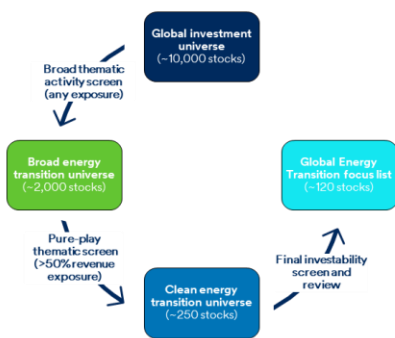 Global investment
universe
(~10,000 stocks)
Broad thematic
activity screen
(any exposure)
Broad energy
transition universe
(~2,000 stocks)
Global Energy
Transition focus list
(~120 stocks)
Pure-play
thematic screen
(>50% revenue
exposure)
Final investability
screen and
review
Clean energy
transition universe
(~250 stocks)